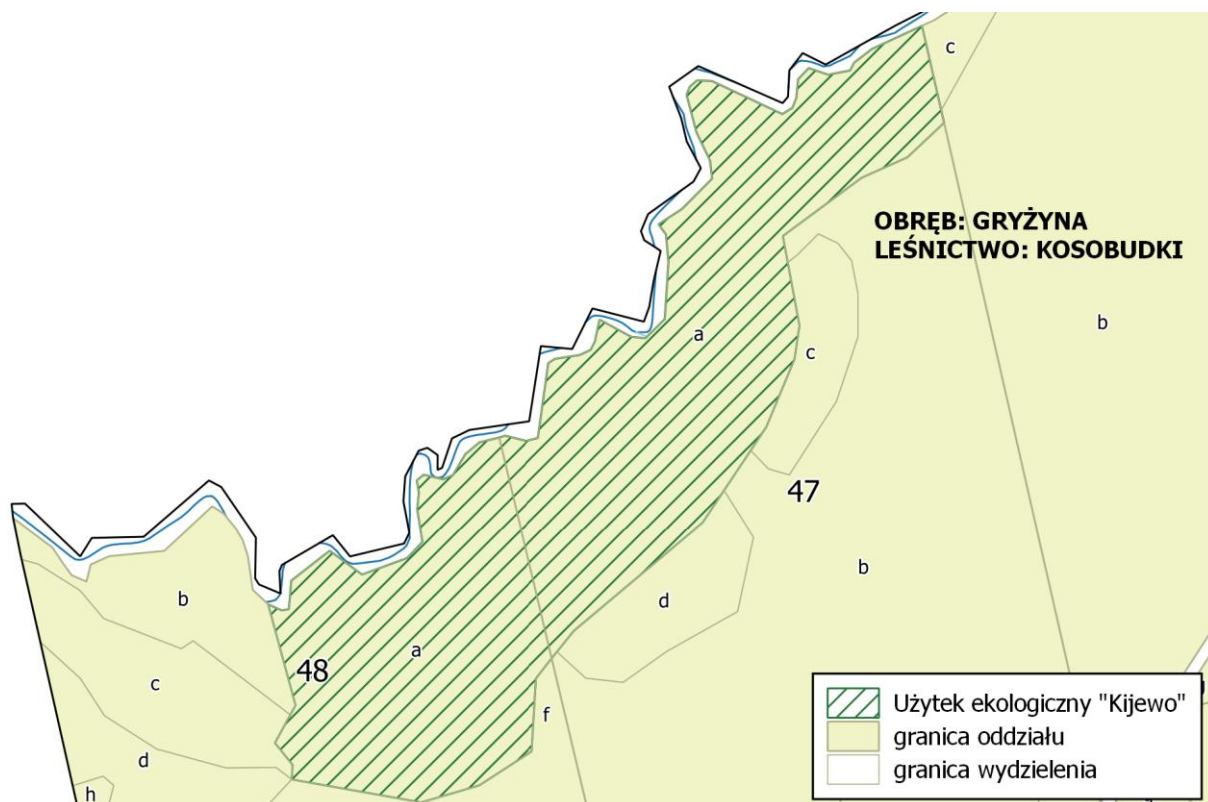 c
OBRĘB: GRYŻYNA
LEŚNICTWO: KOSOBUDKI
a
b
c
47
b
b
d
a
48
c
f
d
h
Użytek ekologiczny "Kijewo"
granica oddziału
granica wydzielenia